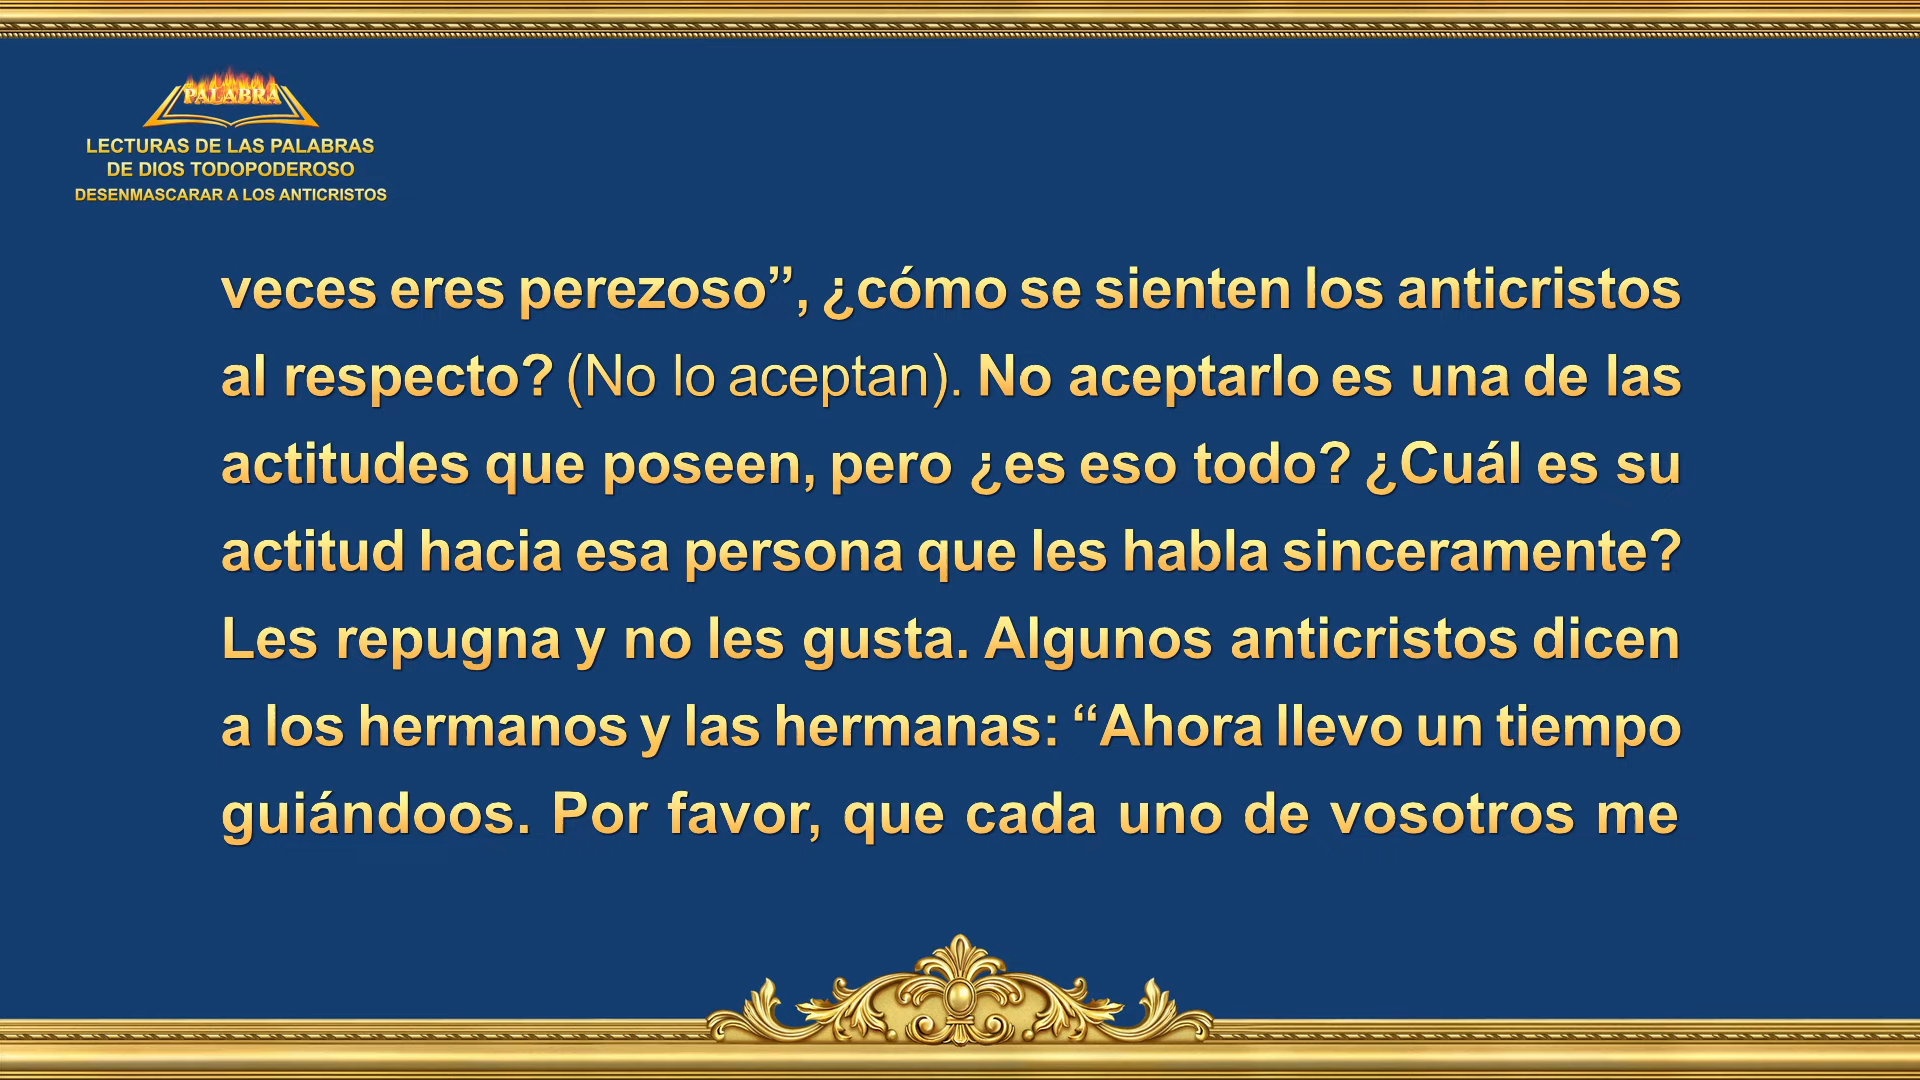 PALABRA
LECTURAS DE LAS PALABRAS
DE DIOS TODOPODEROSO
DESENMASCARAR A LOS ANTICRISTOS
veces eres perezoso”, ¿cómo se sienten los anticristos
al respecto? (No lo aceptan). No aceptarlo es una de las
actitudes que poseen, pero ¿es eso todo? ¿Cuál es su
actitud hacia esa persona que les habla sinceramente?
Les repugna y no les gusta. Algunos anticristos dicen
a los hermanos y las hermanas: “Ahora llevo un tiempo
guiándoos. Por favor, que cada uno de vosotros me